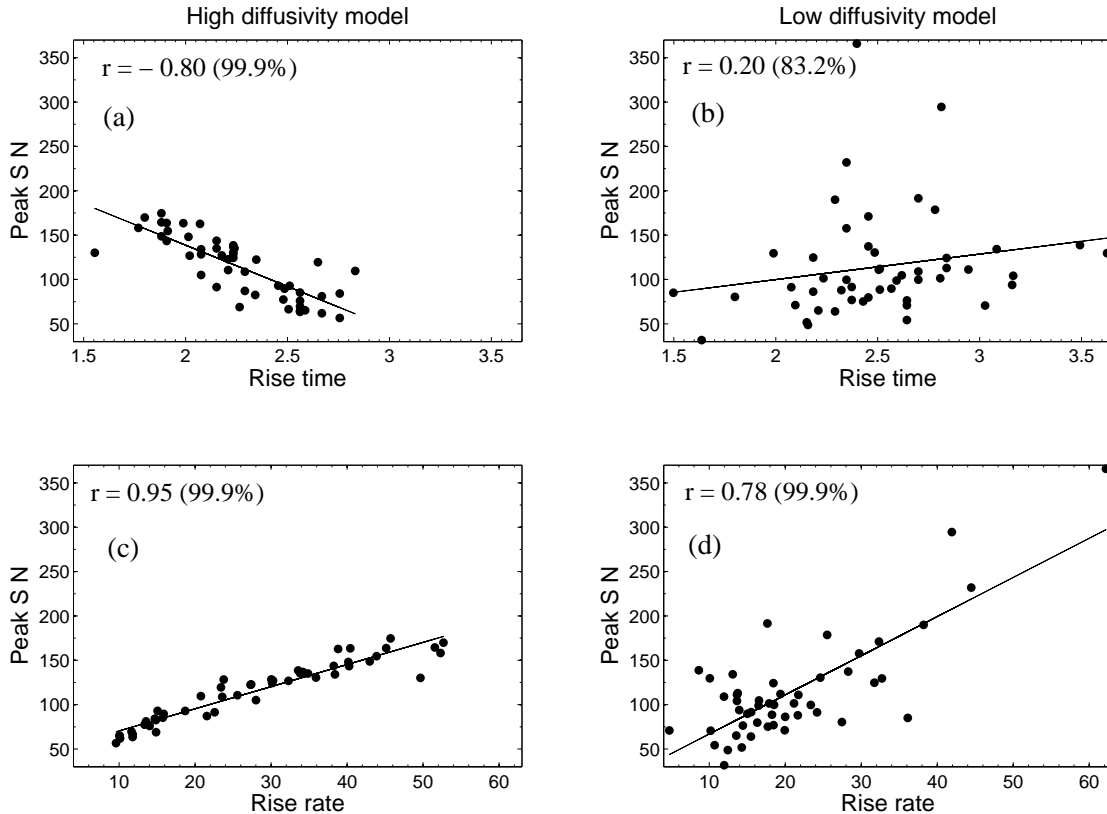 High diffusivity model
Low diffusivity model
r = − 0.80 (99.9%)
(a)
Peak S N
350
300
250
200
150
100
50
1.5 2 2.5 3 3.5
Rise time
r = 0.20 (83.2%)
(b)
Peak S N
350
300
250
200
150
100
50
1.5 2 2.5 3 3.5
Rise time
r = 0.95 (99.9%)
(c)
Peak S N
350
300
250
200
150
100
50
10 20 30 40 50 60
Rise rate
r = 0.78 (99.9%)
(d)
Peak S N
350
300
250
200
150
100
50
10 20 30 40 50 60
Rise rate